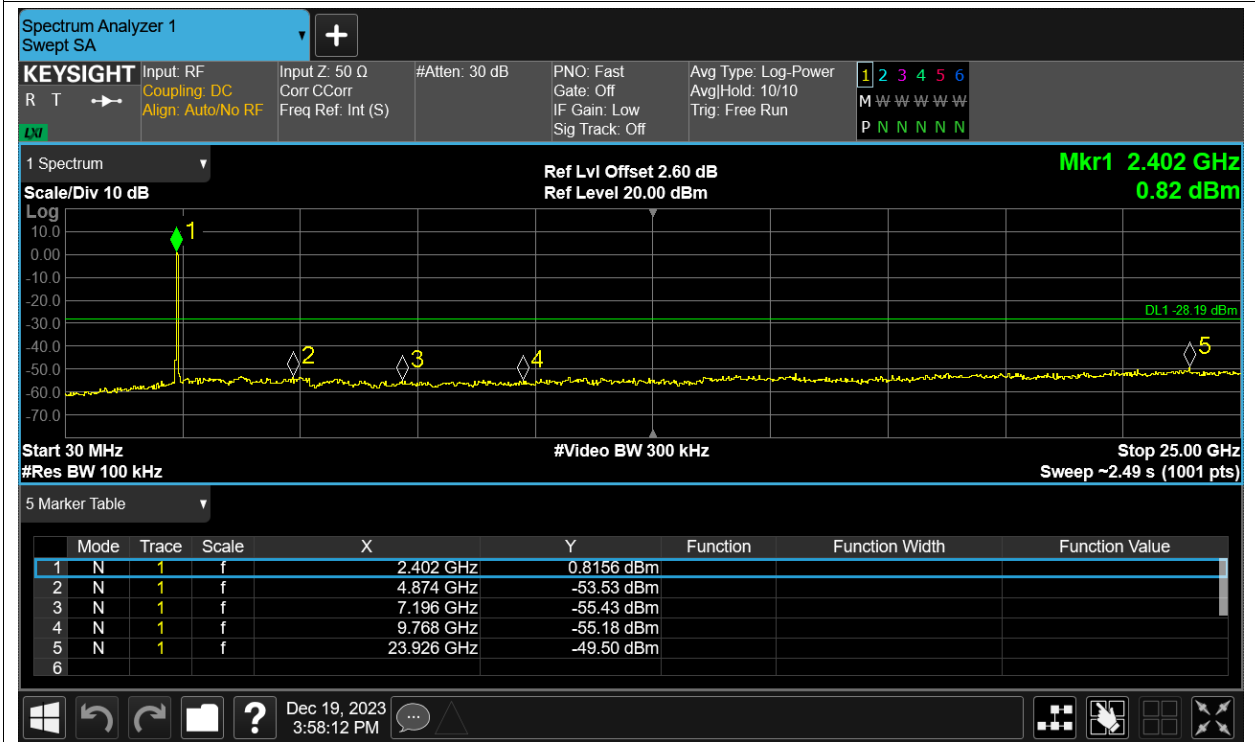 Spectrum Analyzer 1
Swept SA
+
KEYSIGHT
R T
LXI
Input: RF
Coupling: DC
Align: Auto/No RF
Input Z: 50 Ω
Corr CCorr
Freq Ref: Int (S)
#Atten: 30 dB
PNO: Fast
Gate: Off
IF Gain: Low
Sig Track: Off
Avg Type: Log-Power
Avg|Hold: 10/10
Trig: Free Run
1 2 3 4 5 6
M W W W W W
P N N N N N
1 Spectrum
Scale/Div 10 dB
Ref Lvl Offset 2.60 dB
Ref Level 20.00 dBm
Mkr1 2.402 GHz
0.82 dBm
Log
10.0
0.00
-10.0
-20.0
-30.0
-40.0
-50.0
-60.0
-70.0
1
2
3
4
5
DL1 -28.19 dBm
Start 30 MHz
#Res BW 100 kHz
#Video BW 300 kHz
Stop 25.00 GHz
Sweep ~2.49 s (1001 pts)
5 Marker Table
Mode Trace Scale X Y Function Function Width Function Value
1 N 1 f 2.402 GHz 0.8156 dBm
2 N 1 f 4.874 GHz -53.53 dBm
3 N 1 f 7.196 GHz -55.43 dBm
4 N 1 f 9.768 GHz -55.18 dBm
5 N 1 f 23.926 GHz -49.50 dBm
6
?
Dec 19, 2023
3:58:12 PM